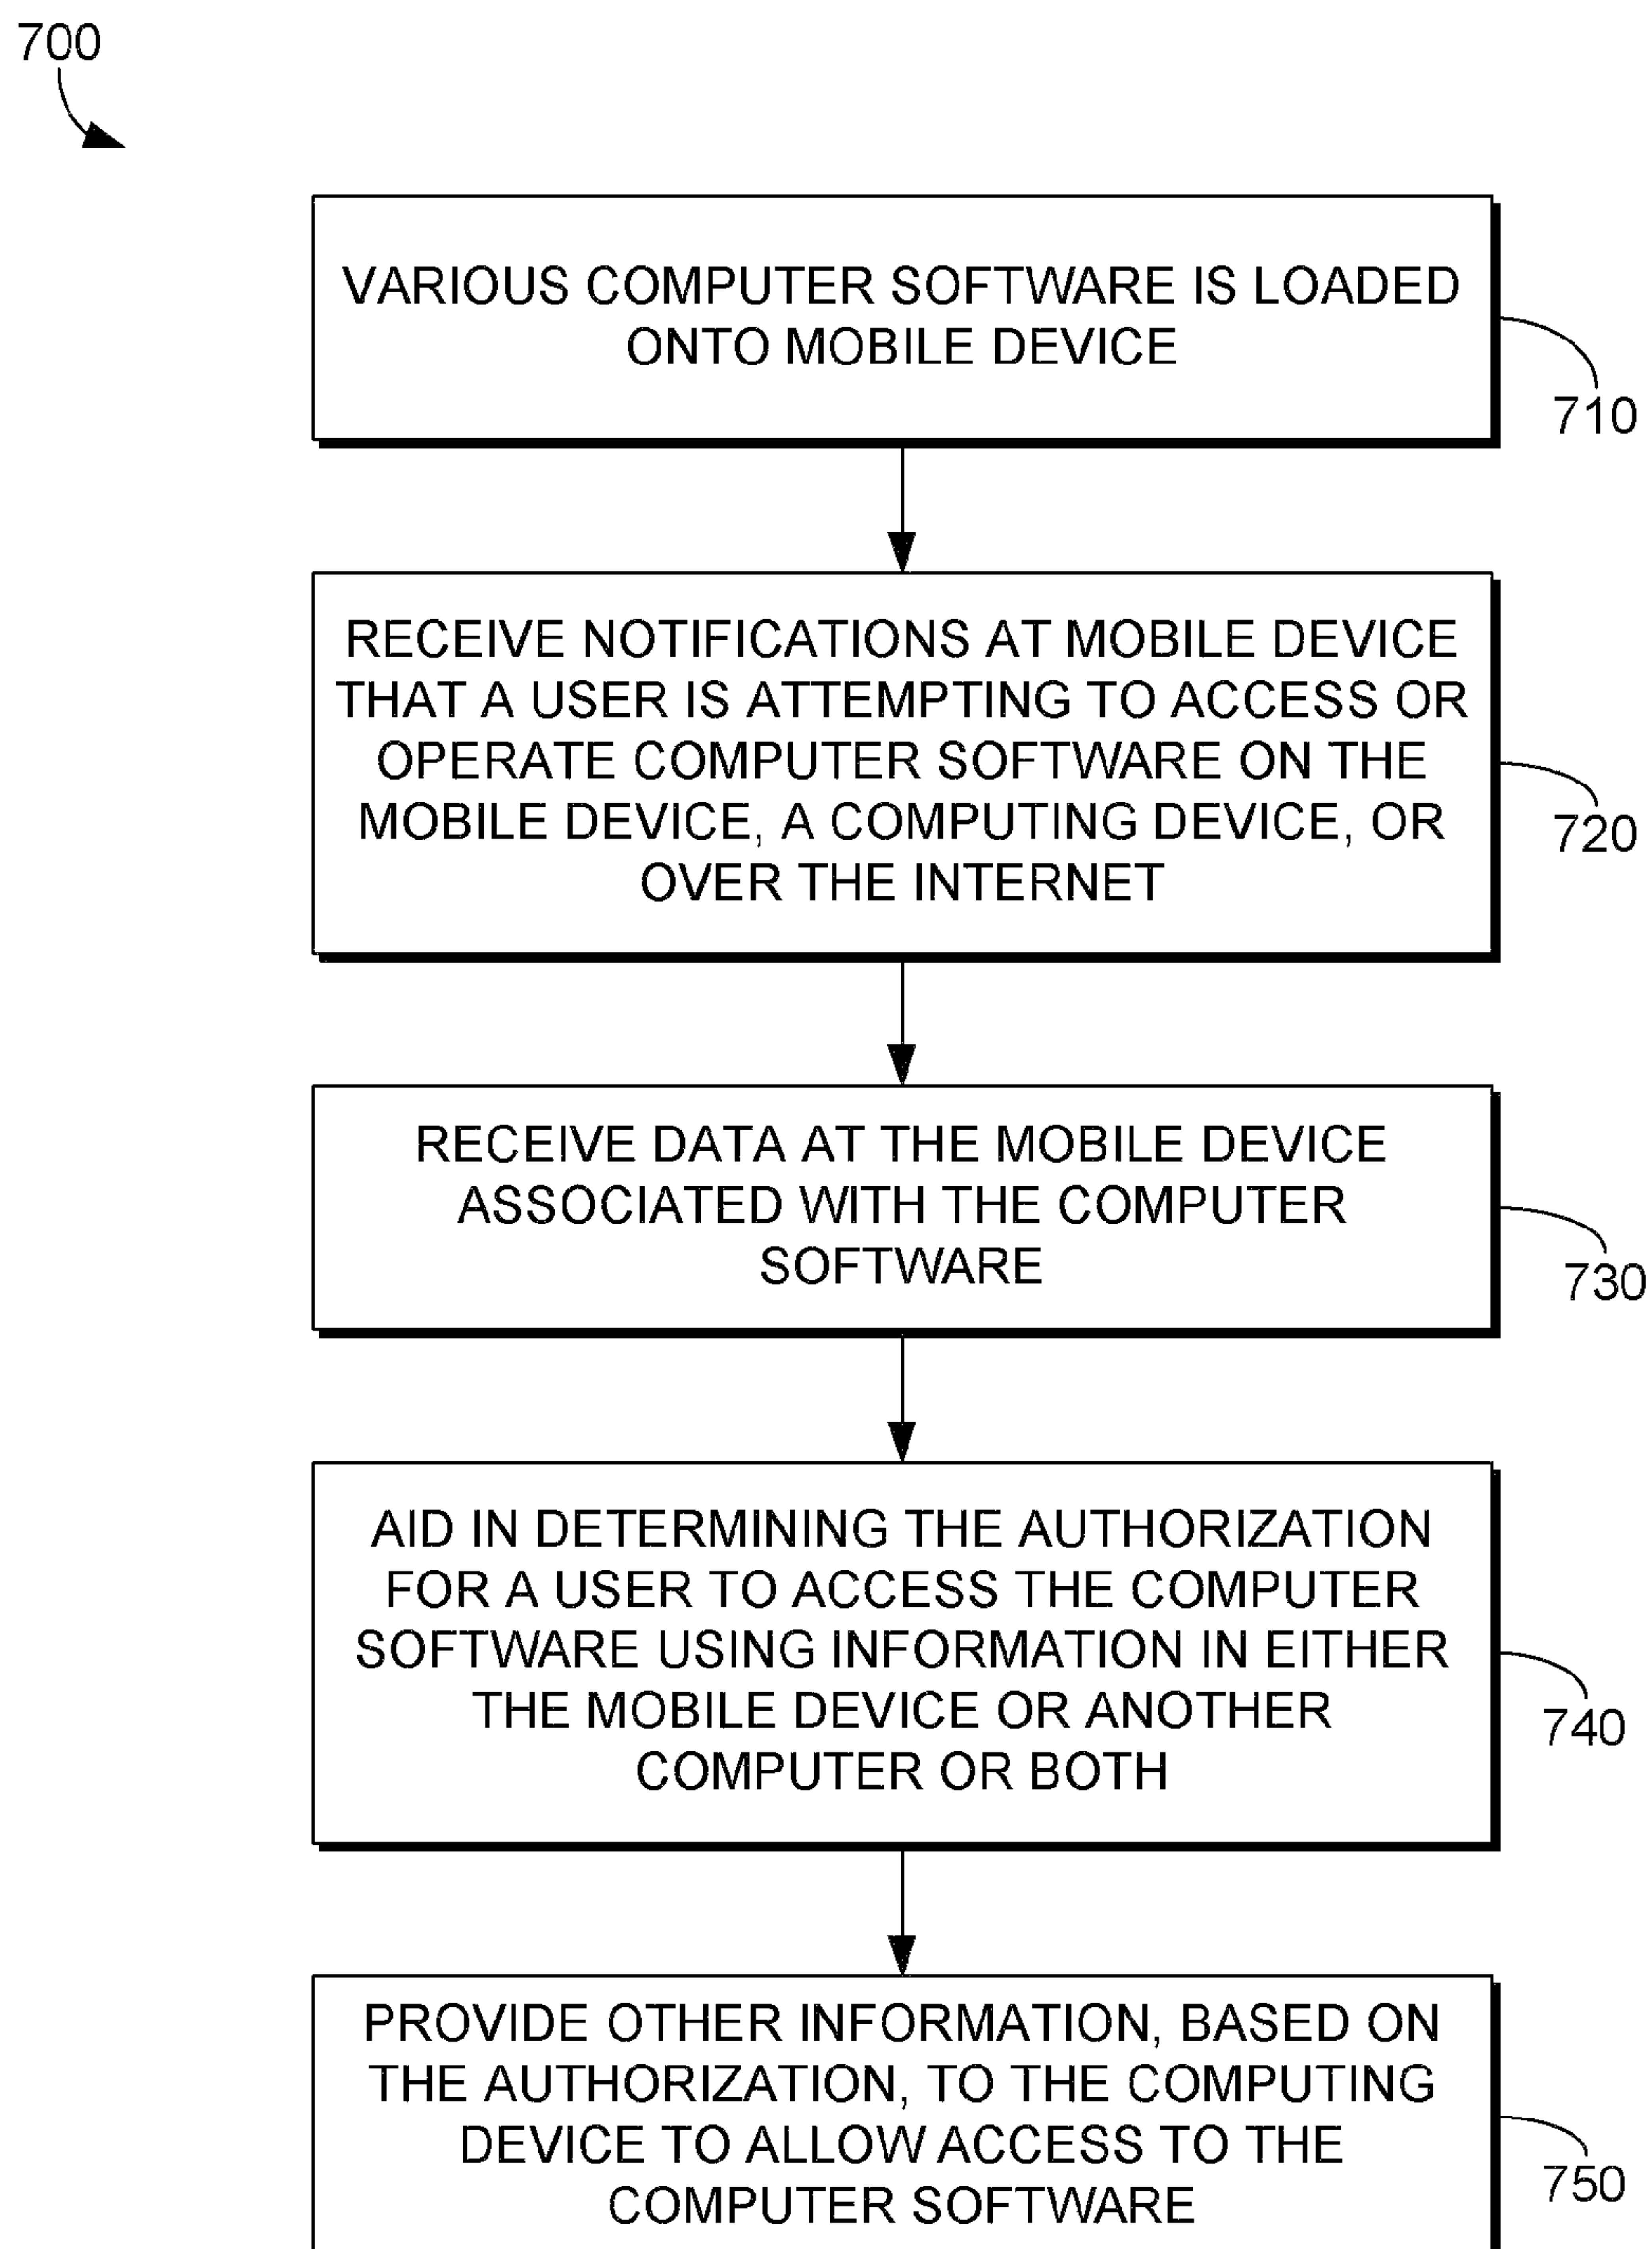 700
VARIOUS COMPUTER SOFTWARE IS LOADED
ONTO MOBILE DEVICE
710
RECEIVE NOTIFICATIONS AT MOBILE DEVICE
THAT A USER IS ATTEMPTING TO ACCESS OR
OPERATE COMPUTER SOFTWARE ON THE
MOBILE DEVICE, A COMPUTING DEVICE, OR
OVER THE INTERNET
720
RECEIVE DATA AT THE MOBILE DEVICE
ASSOCIATED WITH THE COMPUTER
SOFTWARE
730
AID IN DETERMINING THE AUTHORIZATION
FOR A USER TO ACCESS THE COMPUTER
SOFTWARE USING INFORMATION IN EITHER
THE MOBILE DEVICE OR ANOTHER
COMPUTER OR BOTH
740
PROVIDE OTHER INFORMATION, BASED ON
THE AUTHORIZATION, TO THE COMPUTING
DEVICE TO ALLOW ACCESS TO THE
COMPUTER SOFTWARE
750